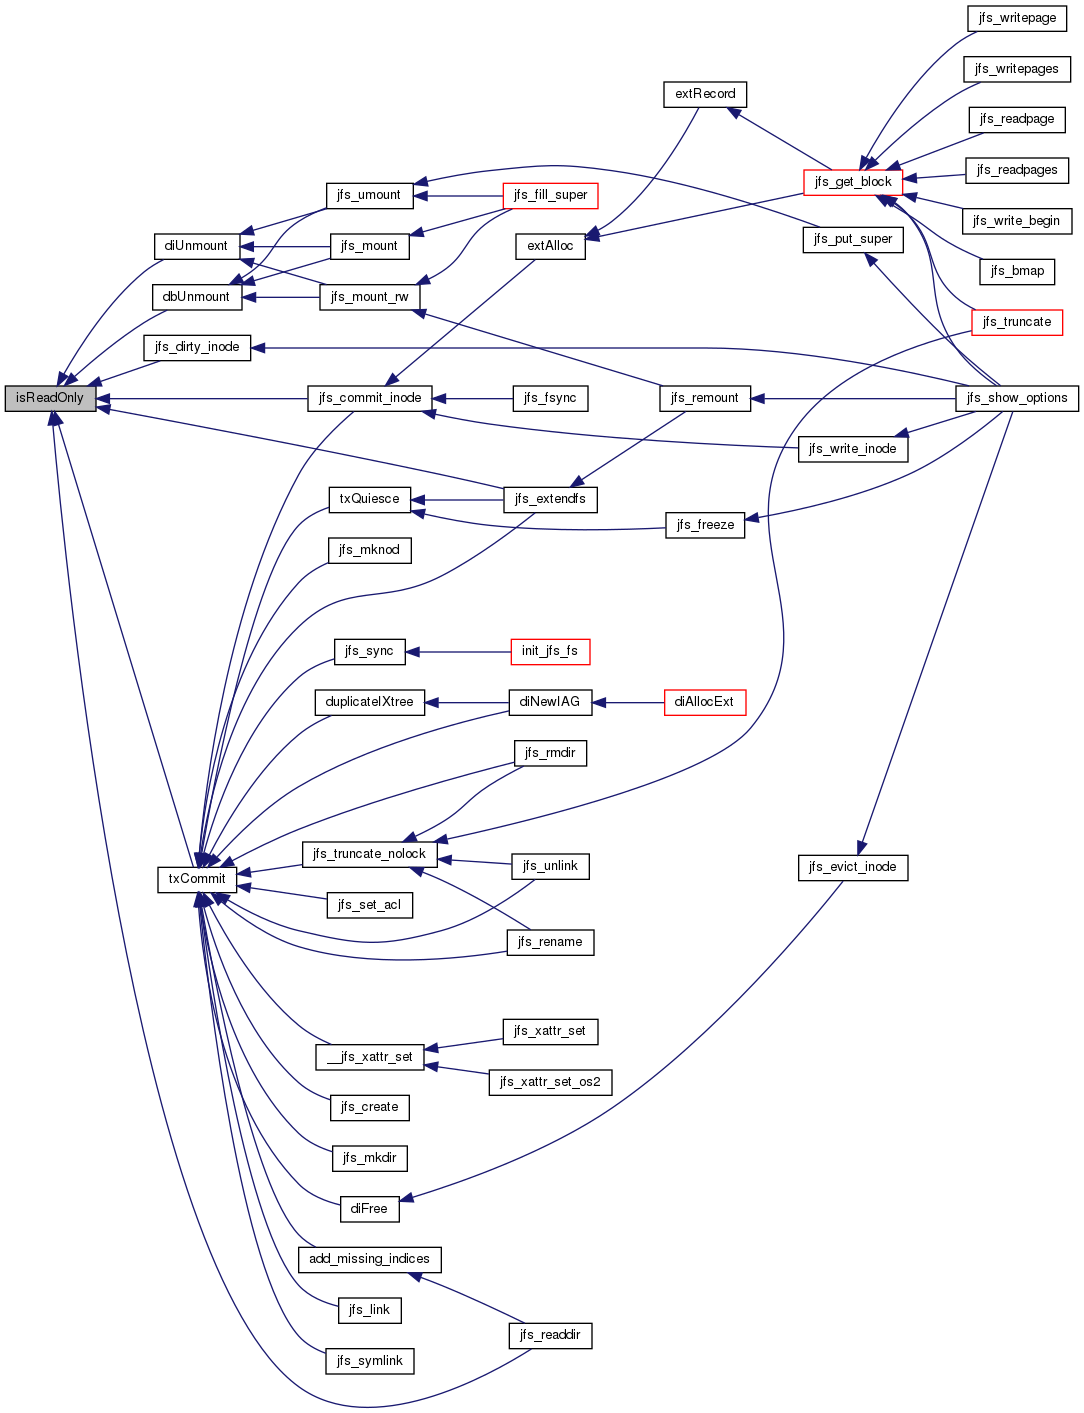 jfs_writepage
jfs_writepages
extRecord
jfs_readpage
jfs_readpages
jfs_get_block
jfs_umount
jfs_fill_super
jfs_write_begin
diUnmount
jfs_mount
extAlloc
jfs_put_super
jfs_bmap
dbUnmount
jfs_mount_rw
jfs_truncate
jfs_dirty_inode
isReadOnly
jfs_commit_inode
jfs_fsync
jfs_remount
jfs_show_options
jfs_write_inode
txQuiesce
jfs_extendfs
jfs_freeze
jfs_mknod
jfs_sync
init_jfs_fs
duplicateIXtree
diNewIAG
diAllocExt
jfs_rmdir
jfs_truncate_nolock
jfs_unlink
jfs_evict_inode
txCommit
jfs_set_acl
jfs_rename
jfs_xattr_set
__jfs_xattr_set
jfs_xattr_set_os2
jfs_create
jfs_mkdir
diFree
add_missing_indices
jfs_link
jfs_readdir
jfs_symlink